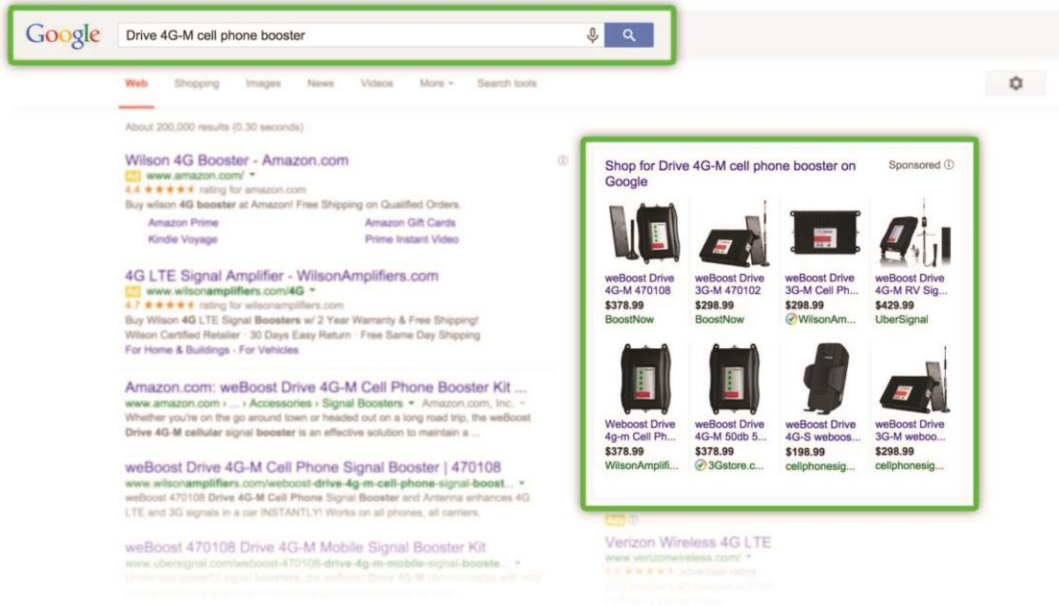 Google
Drive 4G-M cell phone booster
Web Shopping Images News Videos More Search tools
About 200,000 results (0.30 seconds)
Wilson 4G Booster - Amazon.com
Ad www.amazon.com/
4.4 ★★★★★ rating for amazon.com
Buy wilson 4G booster at Amazon! Free Shipping on Qualified Orders.
Amazon Prime Amazon Gift Cards
Kindle Voyage Prime Instant Video
4G LTE Signal Amplifier - WilsonAmplifiers.com
Ad www.wilsonamplifiers.com/4G
4.7 ★★★★★ rating for wilsonamplifiers.com
Buy Wilson 4G LTE Signal Boosters w/ 2 Year Warranty & Free Shipping!
Wilson Certified Retailer · 30 Days Easy Return · Free Same Day Shipping
For Home & Buildings - For Vehicles
Amazon.com: weBoost Drive 4G-M Cell Phone Booster Kit ...
www.amazon.com › ... › Accessories › Signal Boosters Amazon.com, Inc.
Whether you're on the go around town or headed out on a long road trip, the weBoost
Drive 4G-M cellular signal booster is an effective solution to maintain a ...
weBoost Drive 4G-M Cell Phone Signal Booster | 470108
www.wilsonamplifiers.com/weboost-drive-4g-m-cell-phone-signal-boost...
weBoost 470108 Drive 4G-M Cell Phone Signal Booster and Antenna enhances 4G
LTE and 3G signals in a car INSTANTLY! Works on all phones, all carriers.
weBoost 470108 Drive 4G-M Mobile Signal Booster Kit
www.ubersignal.com/weboost-470108-drive-4g-m-mobile-signal-booste...
Shop for Drive 4G-M cell phone booster on Sponsored
Google
weBoost Drive weBoost Drive weBoost Drive weBoost Drive
4G-M 470108 3G-M 470102 3G-M Cell Ph... 4G-M RV Sig...
$378.99 $298.99 $298.99 $429.99
BoostNow BoostNow WilsonAm... UberSignal
Weboost Drive weBoost Drive weBoost Drive weBoost Drive
4g-m Cell Ph... 4G-M 50db 5... 4G-S weboos... 3G-M weboo...
$378.99 $378.99 $198.99 $298.99
WilsonAmplifi... 3Gstore.c... cellphonesig... cellphonesig...
Ads
Verizon Wireless 4G LTE
www.verizonwireless.com/